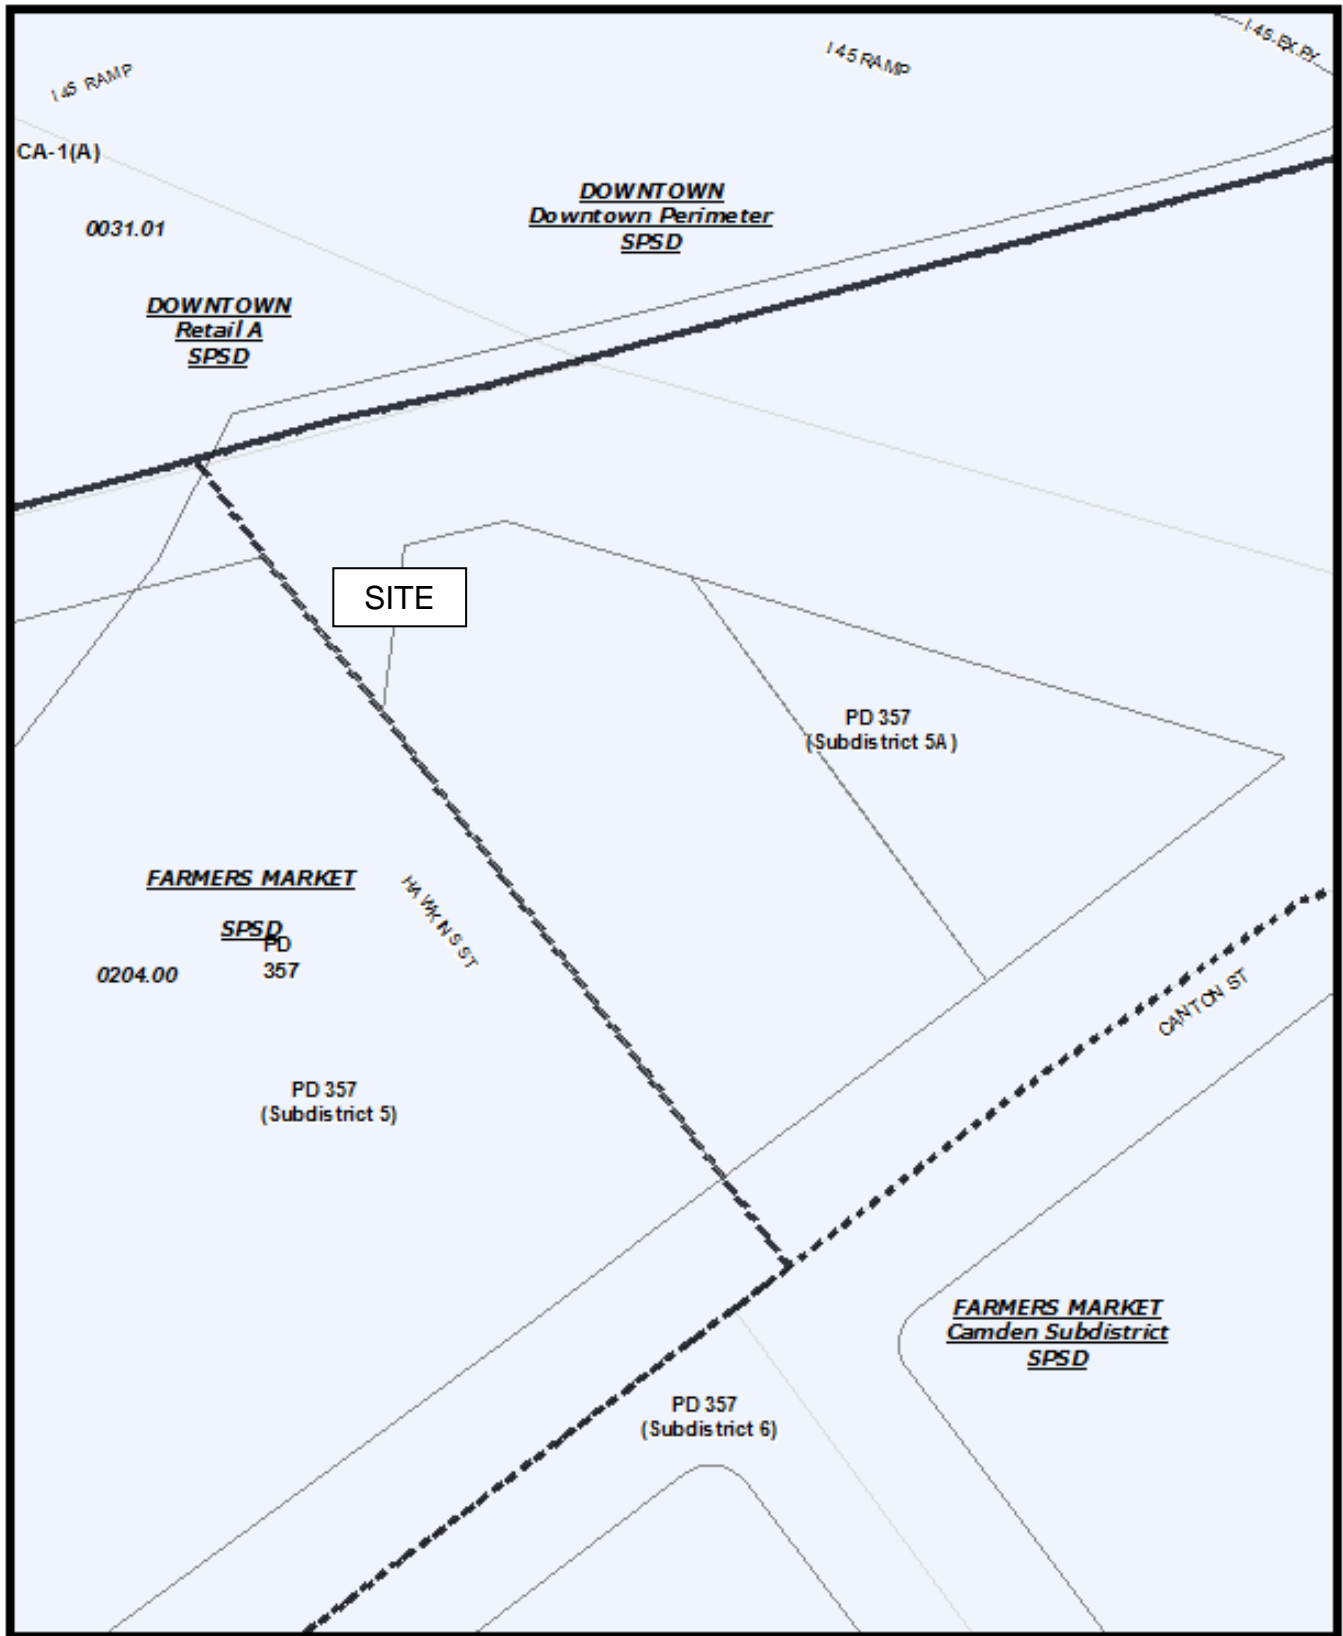 I 45 RAMP
I 45 RAMP
I-45 EXPY
CA-1(A)
0031.01
DOWNTOWN
Downtown Perimeter
SPSD
DOWNTOWN
Retail A
SPSD
SITE
PD 357
(Subdistrict 5A)
FARMERS MARKET
SPSD
PD
357
0204.00
HAWKINS ST
CANTON ST
PD 357
(Subdistrict 5)
FARMERS MARKET
Camden Subdistrict
SPSD
PD 357
(Subdistrict 6)